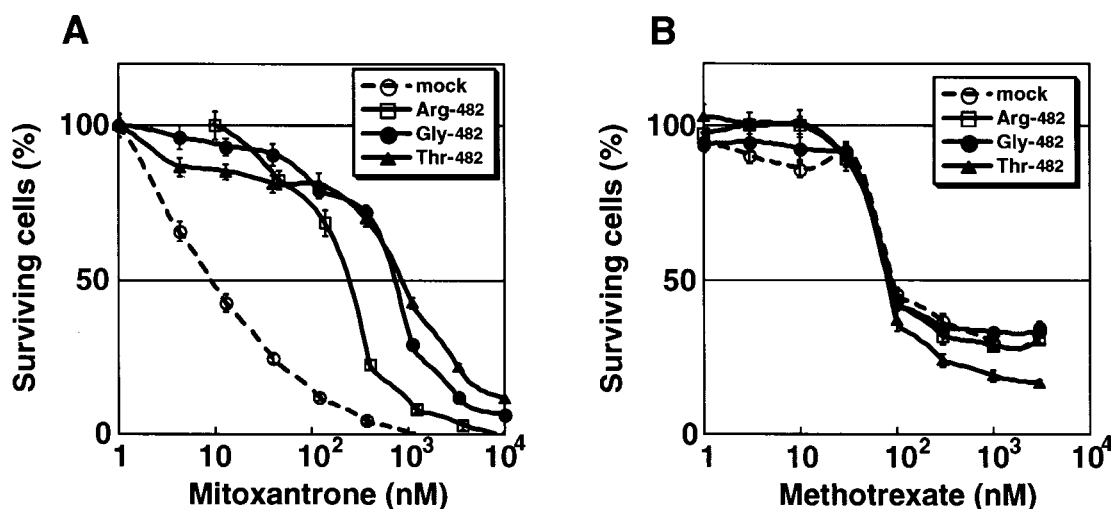 A
mock
Arg-482
Gly-482
Thr-482
Surviving cells (%)
100
50
0
1 10 10² 10³ 10⁴
Mitoxantrone (nM)
B
mock
Arg-482
Gly-482
Thr-482
Surviving cells (%)
100
50
0
1 10 10² 10³ 10⁴
Methotrexate (nM)